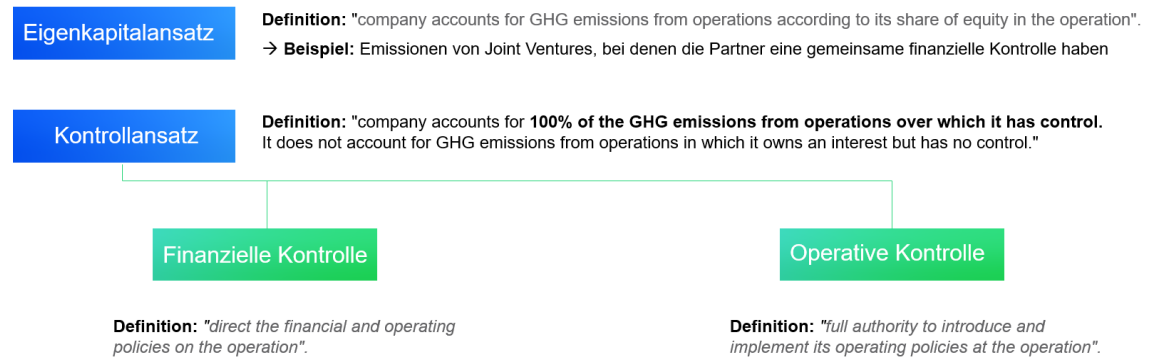 Eigenkapitalansatz
Definition: "company accounts for GHG emissions from operations according to its share of equity in the operation".
→ Beispiel: Emissionen von Joint Ventures, bei denen die Partner eine gemeinsame finanzielle Kontrolle haben
Kontrollansatz
Definition: "company accounts for 100% of the GHG emissions from operations over which it has control.
It does not account for GHG emissions from operations in which it owns an interest but has no control."
Finanzielle Kontrolle
Operative Kontrolle
Definition: "direct the financial and operating
policies on the operation".
Definition: "full authority to introduce and
implement its operating policies at the operation".